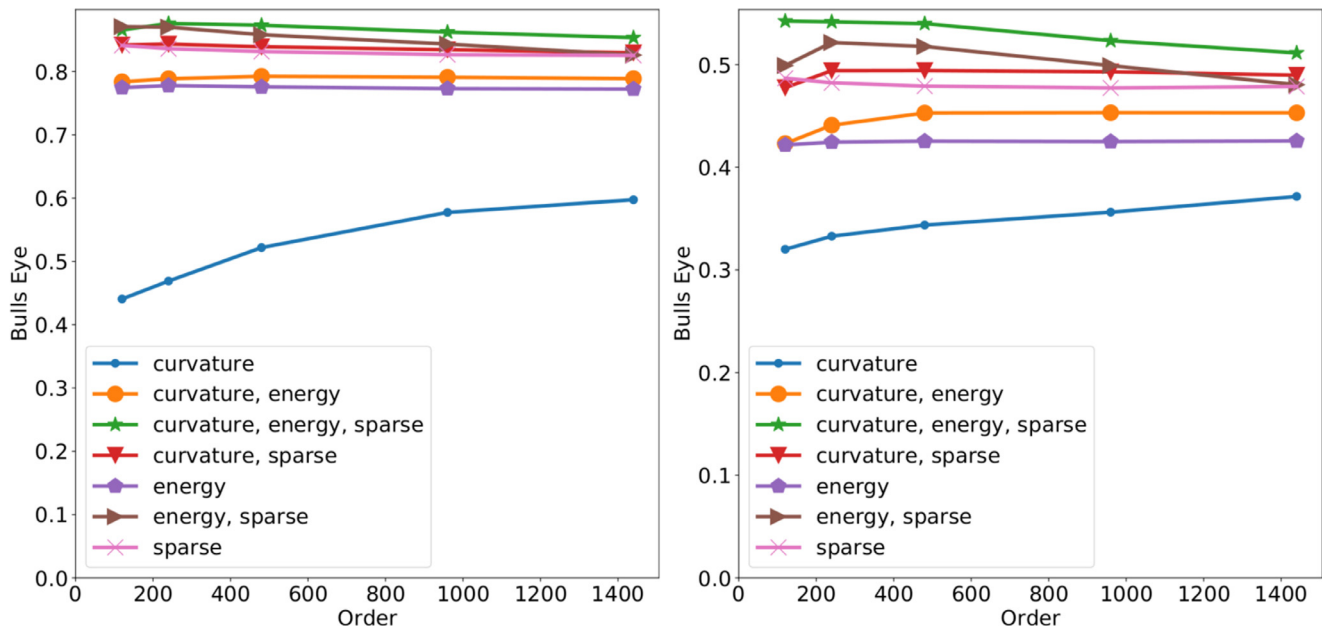 Bulls Eye
0.8
0.7
0.6
0.5
0.4
0.3
0.2
0.1
0.0
curvature
curvature, energy
curvature, energy, sparse
curvature, sparse
energy
energy, sparse
sparse
0 200 400 600 800 1000 1200 1400
Order
Bulls Eye
0.5
0.4
0.3
0.2
0.1
0.0
curvature
curvature, energy
curvature, energy, sparse
curvature, sparse
energy
energy, sparse
sparse
0 200 400 600 800 1000 1200 1400
Order